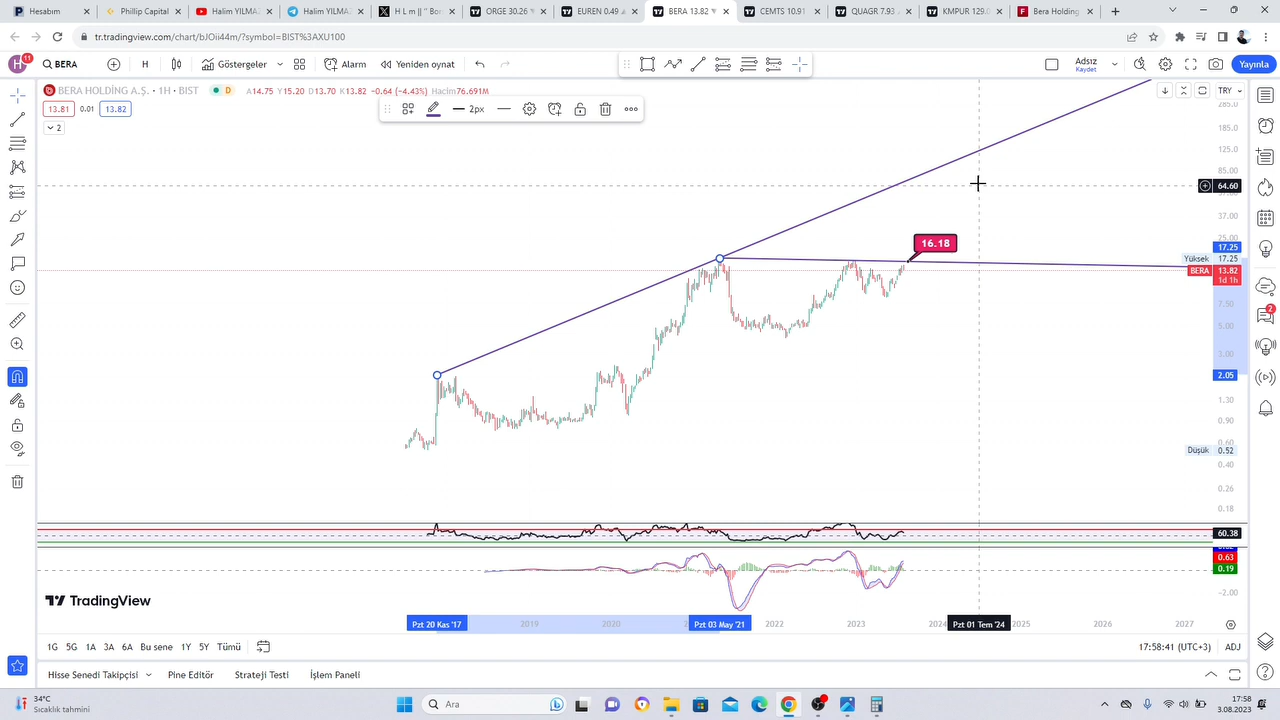 Hesabım
Phillip Capital
Halim YILMAZ
Halim YILMAZ
H L m || " Bors
ORGE 30.26
EUREN 0.49
BERA 13.82
CEMTS 10.91
QUAGR 7.93
KMPUR 129.0
Bera Holding
tr.tradingview.com/chart/bJOii44m/?symbol=BIST%3AXU100
H
11
BERA
H
Göstergeler
Alarm
Yeniden oynat
Adsız
Kaydet
Yayınla
BERA HOLDING A.Ş. · 1H · BIST
D
A14.75 Y15.20 D13.70 K13.82 -0.64 (-4.43%) Hacim76.691M
13.81
0.01
13.82
2
2px
TRY
285.0
185.0
125.0
85.00
64.60
37.00
25.00
17.25
Yüksek 17.25
BERA 13.82
1d 1h
7.50
5.00
3.00
2.05
1.30
0.90
0.60
Düşük 0.52
0.40
0.26
0.18
16.18
60.38
0.63
0.19
-2.00
TradingView
Pzt 20 Kas '17
2019
2020
Pzt 03 May '21
2022
2023
2024
Pzt 01 Tem '24
2025
2026
2027
1G
5G
1A
3A
6A
Bu sene
1Y
5Y
Tümü
17:58:41 (UTC+3)
ADJ
Hisse Senedi Takipçisi
Pine Editör
Strateji Testi
İşlem Paneli
2
34°C
Sıcaklık tahmini
Ara
17:58
3.08.2023